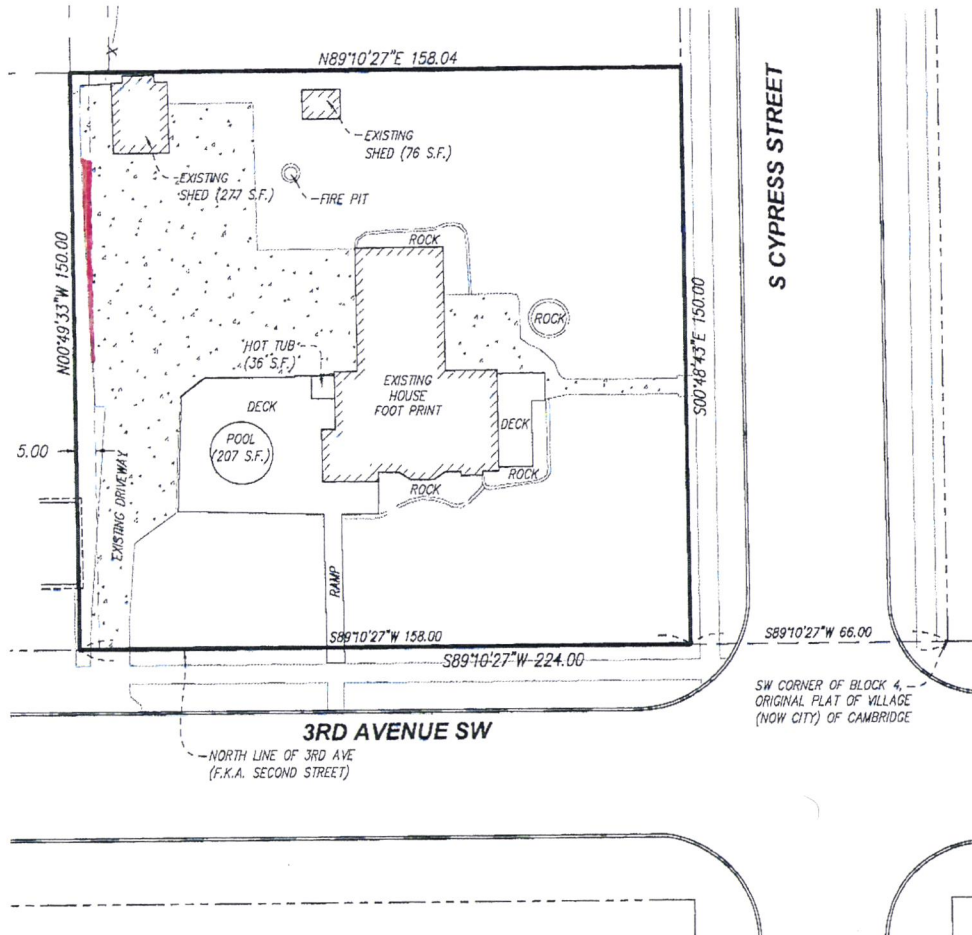 N89°10'27"E 158.04
S CYPRESS STREET
EXISTING
SHED (76 S.F.)
EXISTING
SHED (277 S.F.)
FIRE PIT
ROCK
N00°49'33"W 150.00
S00°48'43"E 150.00
ROCK
HOT TUB
(36 S.F.)
EXISTING
HOUSE
FOOT PRINT
DECK
DECK
POOL
(207 S.F.)
5.00
ROCK
ROCK
EXISTING DRIVEWAY
RAMP
S89°10'27"W 158.00
S89°10'27"W 66.00
S89°10'27"W 224.00
SW CORNER OF BLOCK 4,
ORIGINAL PLAT OF VILLAGE
(NOW CITY) OF CAMBRIDGE
3RD AVENUE SW
NORTH LINE OF 3RD AVE
(F.K.A. SECOND STREET)